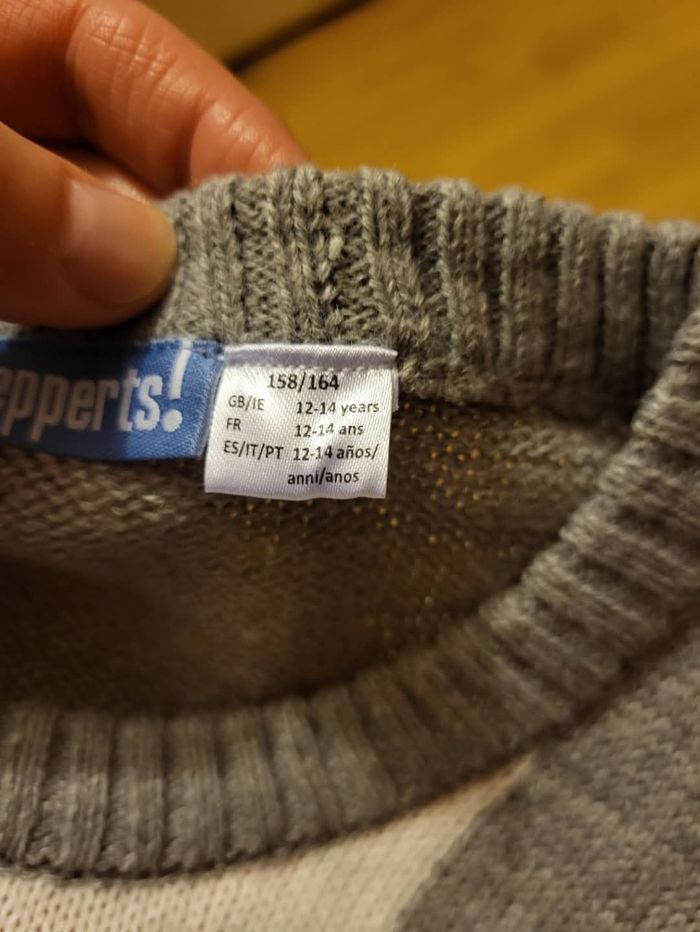 epperts!
158/164
GB/IE 12-14 years
FR 12-14 ans
ES/IT/PT 12-14 años/
anni/anos